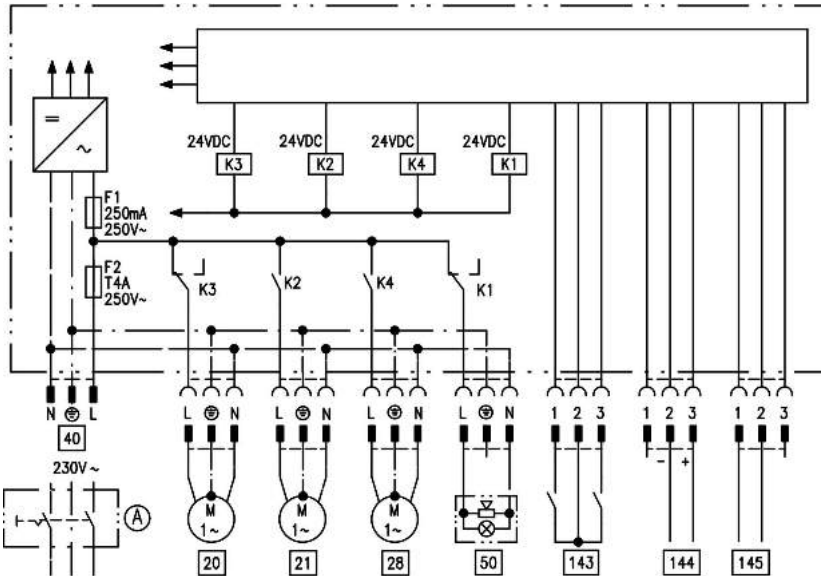 24VDC 24VDC 24VDC 24VDC
K3 K2 K4 K1
= ~
F1
250mA
250V~
F2
T4A
250V~
K3 K2 K4 K1
N L L N L N L N L N 1 2 3 1 2 3 1 2 3
40
230V~
- +
A
M M M
1~ 1~ 1~
20 21 28 50 143 144 145